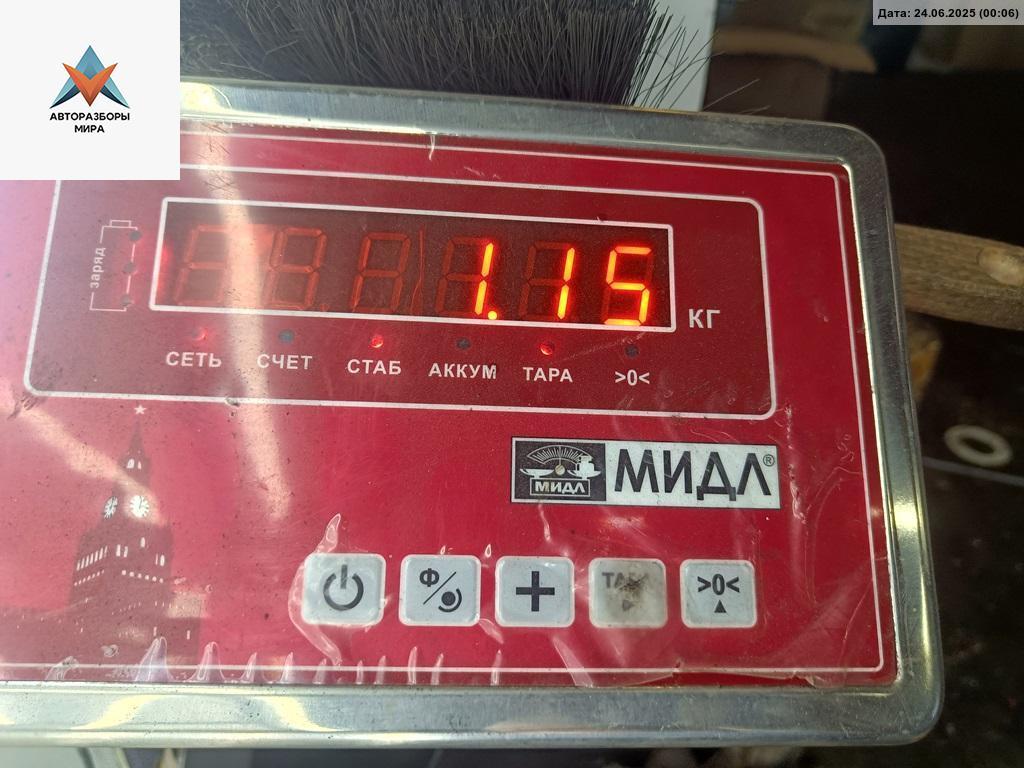 Дата: 24.06.2025 (00:06)
АВТОРАЗБОРЫ
МИРА
заряд
1.115
КГ
СЕТЬ СЧЕТ СТАБ АККУМ ТАРА >0<
МИДЛ МИДЛ®
Ф >0<